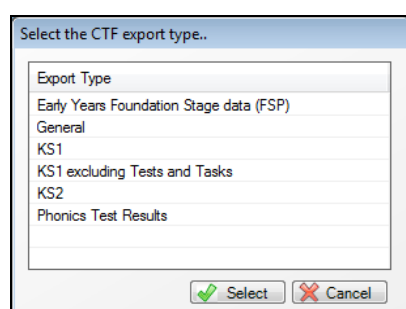 Select the CTF export type..
Export Type
Early Years Foundation Stage data (FSP)
General
KS1
KS1 excluding Tests and Tasks
KS2
Phonics Test Results
Select Cancel